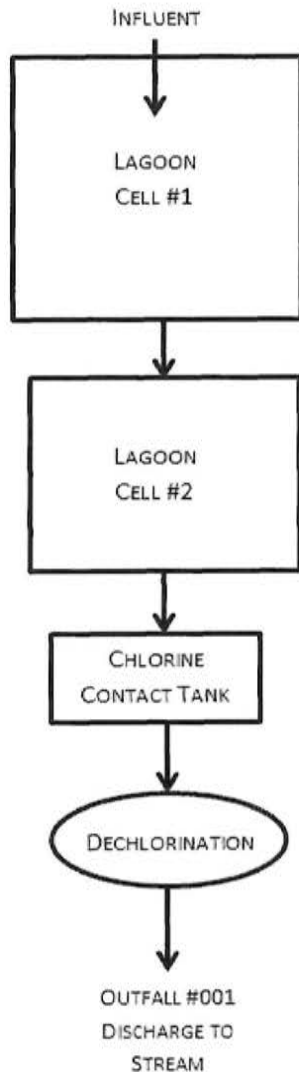 INFLUENT
LAGOON
CELL #1
LAGOON
CELL #2
CHLORINE
CONTACT TANK
DECHLORINATION
OUTFALL #001
DISCHARGE TO
STREAM